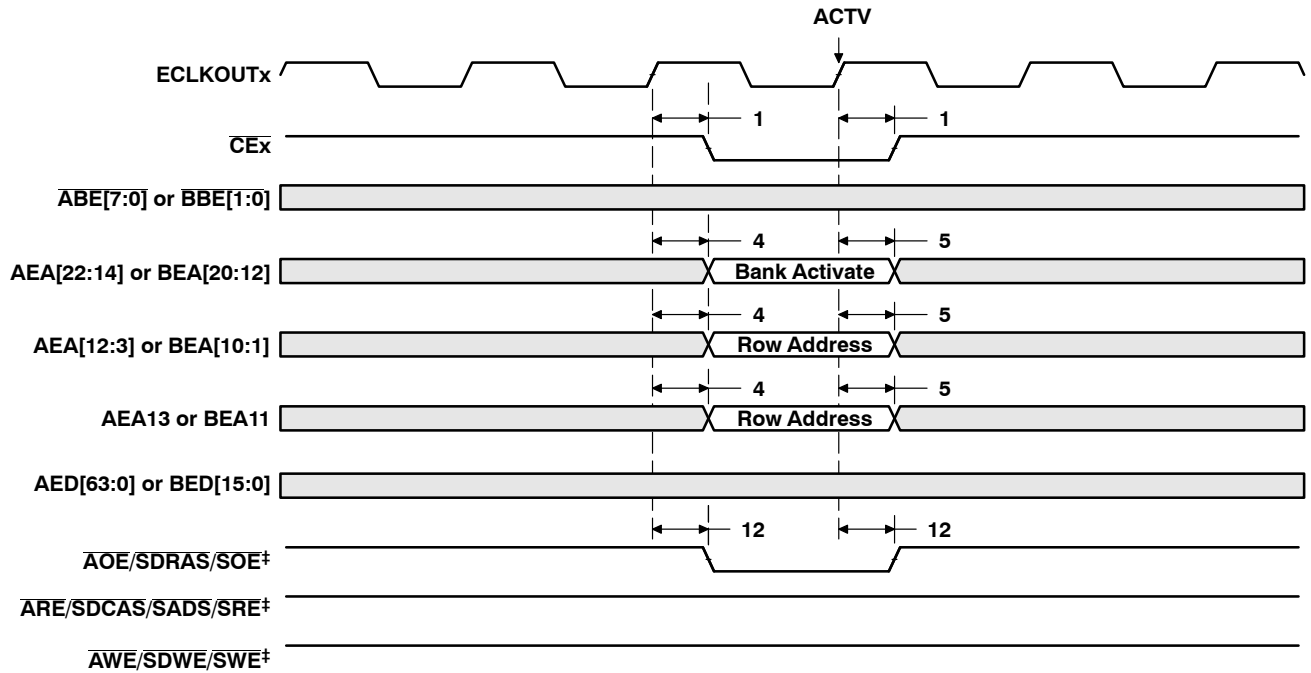 ACTV
ECLKOUTx
1 1
CEx
ABE[7:0] or BBE[1:0]
4 5
AEA[22:14] or BEA[20:12] Bank Activate
4 5
AEA[12:3] or BEA[10:1] Row Address
4 5
AEA13 or BEA11 Row Address
AED[63:0] or BED[15:0]
12 12
AOE/SDRAS/SOE‡
ARE/SDCAS/SADS/SRE‡
AWE/SDWE/SWE‡